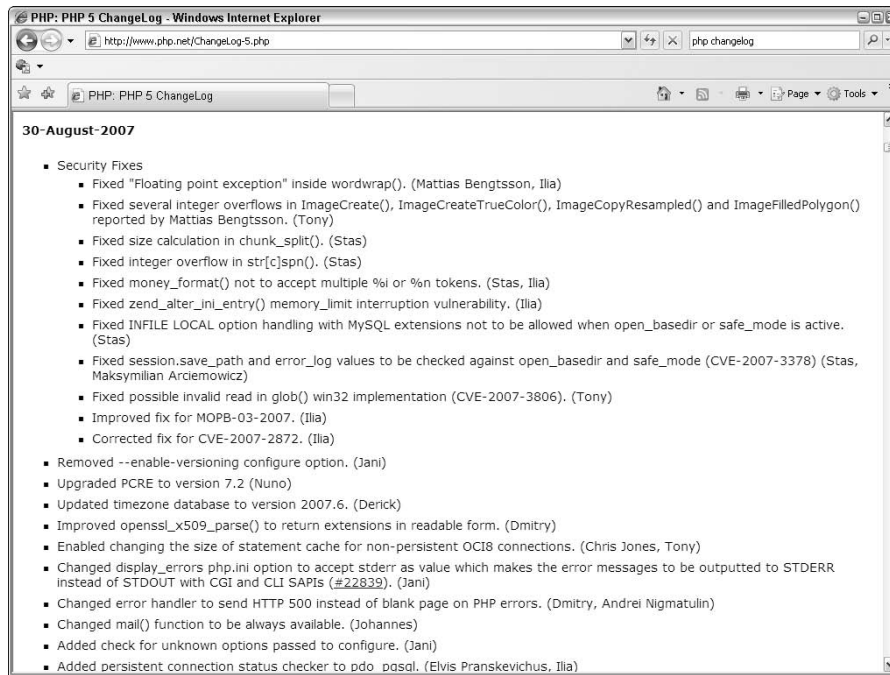 PHP: PHP 5 ChangeLog - Windows Internet Explorer
http://www.php.net/ChangeLog-5.php
php changelog
PHP: PHP 5 ChangeLog
Page
Tools
30-August-2007
Security Fixes
Fixed "Floating point exception" inside wordwrap(). (Mattias Bengtsson, Ilia)
Fixed several integer overflows in ImageCreate(), ImageCreateTrueColor(), ImageCopyResampled() and ImageFilledPolygon()
reported by Mattias Bengtsson. (Tony)
Fixed size calculation in chunk_split(). (Stas)
Fixed integer overflow in str[c]spn(). (Stas)
Fixed money_format() not to accept multiple %i or %n tokens. (Stas, Ilia)
Fixed zend_alter_ini_entry() memory_limit interruption vulnerability. (Ilia)
Fixed INFILE LOCAL option handling with MySQL extensions not to be allowed when open_basedir or safe_mode is active.
(Stas)
Fixed session.save_path and error_log values to be checked against open_basedir and safe_mode (CVE-2007-3378) (Stas,
Maksymilian Arciemowicz)
Fixed possible invalid read in glob() win32 implementation (CVE-2007-3806). (Tony)
Improved fix for MOPB-03-2007. (Ilia)
Corrected fix for CVE-2007-2872. (Ilia)
Removed --enable-versioning configure option. (Jani)
Upgraded PCRE to version 7.2 (Nuno)
Updated timezone database to version 2007.6. (Derick)
Improved openssl_x509_parse() to return extensions in readable form. (Dmitry)
Enabled changing the size of statement cache for non-persistent OCI8 connections. (Chris Jones, Tony)
Changed display_errors php.ini option to accept stderr as value which makes the error messages to be outputted to STDERR
instead of STDOUT with CGI and CLI SAPIs (#22839). (Jani)
Changed error handler to send HTTP 500 instead of blank page on PHP errors. (Dmitry, Andrei Nigmatulin)
Changed mail() function to be always available. (Johannes)
Added check for unknown options passed to configure. (Jani)
Added persistent connection status checker to pdo_pgsql. (Elvis Pranskevichus, Ilia)